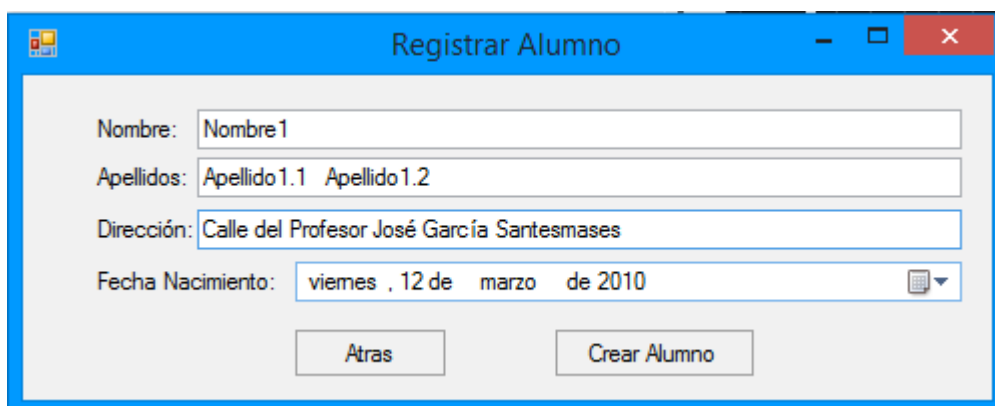 Registrar Alumno
Nombre: Nombre1
Apellidos: Apellido1.1 Apellido1.2
Dirección: Calle del Profesor José García Santesmases
Fecha Nacimiento: viernes , 12 de marzo de 2010
Atras Crear Alumno